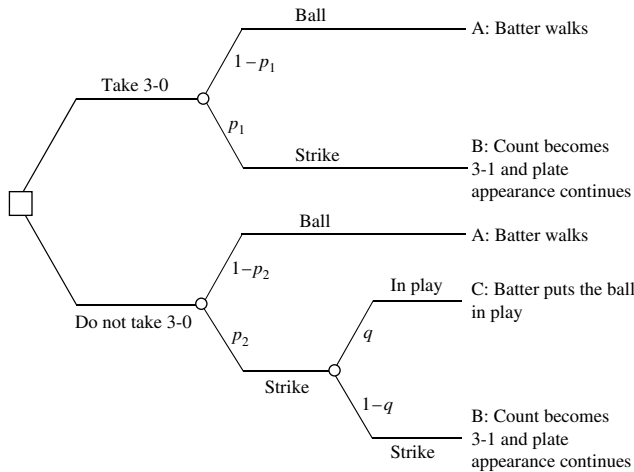 Ball
A: Batter walks
1–p1
Take 3-0
p1
Strike
B: Count becomes
3-1 and plate
appearance continues
Ball
A: Batter walks
1–p2
Do not take 3-0
p2
In play
C: Batter puts the ball
in play
q
Strike
1–q
Strike
B: Count becomes
3-1 and plate
appearance continues